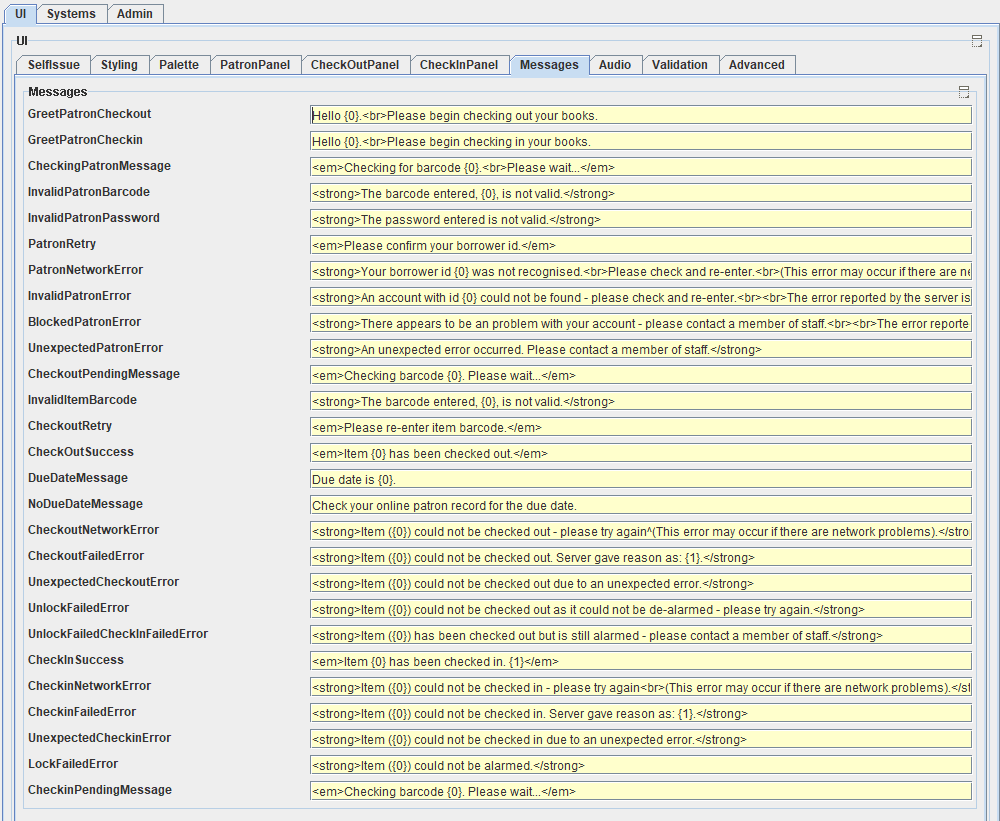 UI Systems Admin
UI
SelfIssue Styling Palette PatronPanel CheckOutPanel CheckInPanel Messages Audio Validation Advanced
Messages
GreetPatronCheckout Hello {0}.<br>Please begin checking out your books.
GreetPatronCheckin Hello {0}.<br>Please begin checking in your books.
CheckingPatronMessage <em>Checking for barcode {0}.<br>Please wait...</em>
InvalidPatronBarcode <strong>The barcode entered, {0}, is not valid.</strong>
InvalidPatronPassword <strong>The password entered is not valid.</strong>
PatronRetry <em>Please confirm your borrower id.</em>
PatronNetworkError <strong>Your borrower id {0} was not recognised.<br>Please check and re-enter.<br>(This error may occur if there are ne
InvalidPatronError <strong>An account with id {0} could not be found - please check and re-enter.<br><br>The error reported by the server is
BlockedPatronError <strong>There appears to be an problem with your account - please contact a member of staff.<br><br>The error reporte
UnexpectedPatronError <strong>An unexpected error occurred. Please contact a member of staff.</strong>
CheckoutPendingMessage <em>Checking barcode {0}. Please wait...</em>
InvalidItemBarcode <strong>The barcode entered, {0}, is not valid.</strong>
CheckoutRetry <em>Please re-enter item barcode.</em>
CheckOutSuccess <em>Item {0} has been checked out.</em>
DueDateMessage Due date is {0}.
NoDueDateMessage Check your online patron record for the due date.
CheckoutNetworkError <strong>Item ({0}) could not be checked out - please try again^(This error may occur if there are network problems).</stro
CheckoutFailedError <strong>Item ({0}) could not be checked out. Server gave reason as: {1}.</strong>
UnexpectedCheckoutError <strong>Item ({0}) could not be checked out due to an unexpected error.</strong>
UnlockFailedError <strong>Item ({0}) could not be checked out as it could not be de-alarmed - please try again.</strong>
UnlockFailedCheckInFailedError <strong>Item ({0}) has been checked out but is still alarmed - please contact a member of staff.</strong>
CheckInSuccess <em>Item {0} has been checked in. {1}</em>
CheckinNetworkError <strong>Item ({0}) could not be checked in - please try again<br>(This error may occur if there are network problems).</st
CheckinFailedError <strong>Item ({0}) could not be checked in. Server gave reason as: {1}.</strong>
UnexpectedCheckinError <strong>Item ({0}) could not be checked in due to an unexpected error.</strong>
LockFailedError <strong>Item ({0}) could not be alarmed.</strong>
CheckinPendingMessage <em>Checking barcode {0}. Please wait...</em>